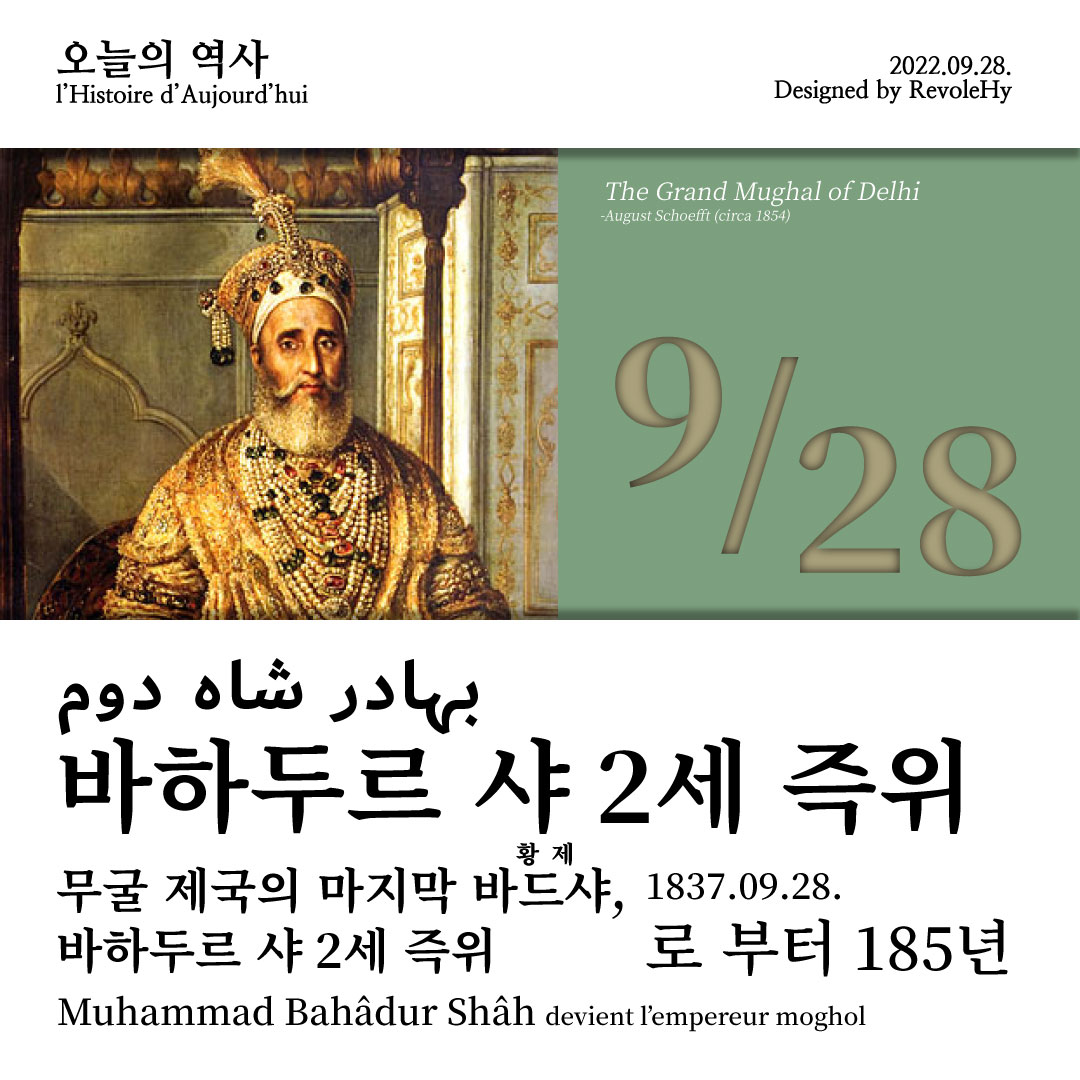 오늘의 역사
l'Histoire d'Aujourd'hui
2022.09.28.
Designed by RevoleHy
The Grand Mughal of Delhi
-August Schoefft (circa 1854)
9/28
بهادر شاه دوم
바하두르 샤 2세 즉위
황 제
무굴 제국의 마지막 바드샤,
바하두르 샤 2세 즉위
1837.09.28.
로 부터 185년
Muhammad Bahâdur Shâh devient l'empereur moghol